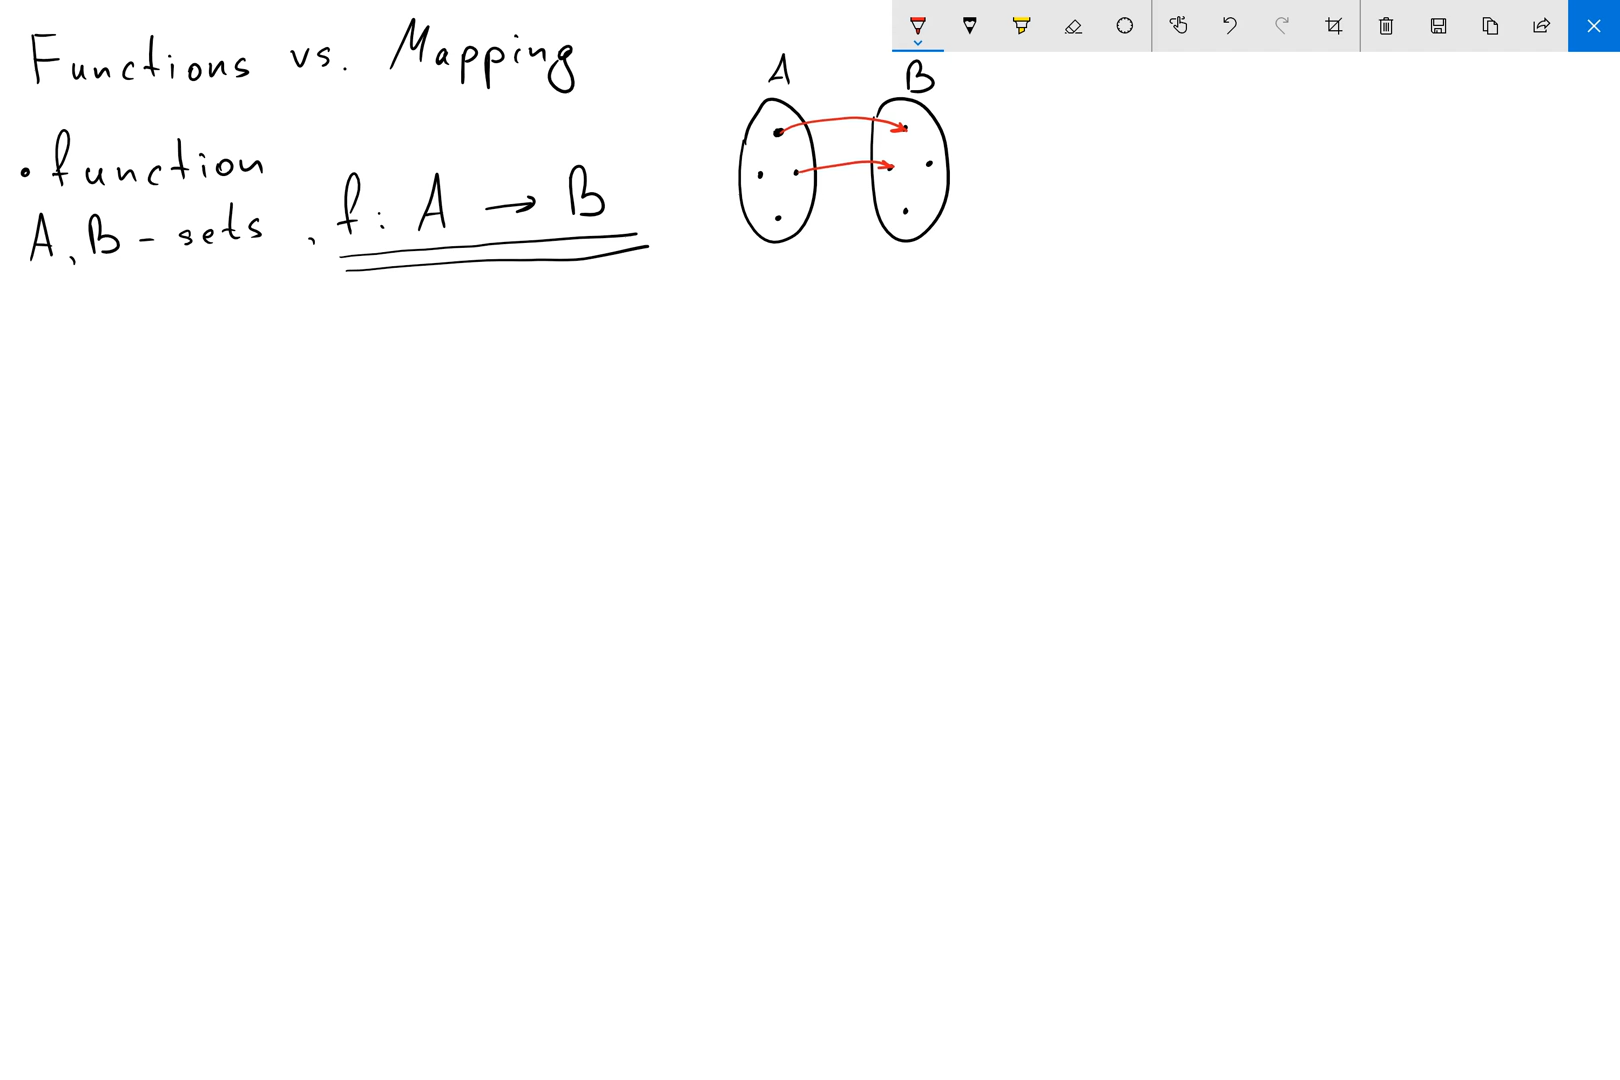 Functions vs. Mapping
A B
• function
A, B - sets , f: A → B